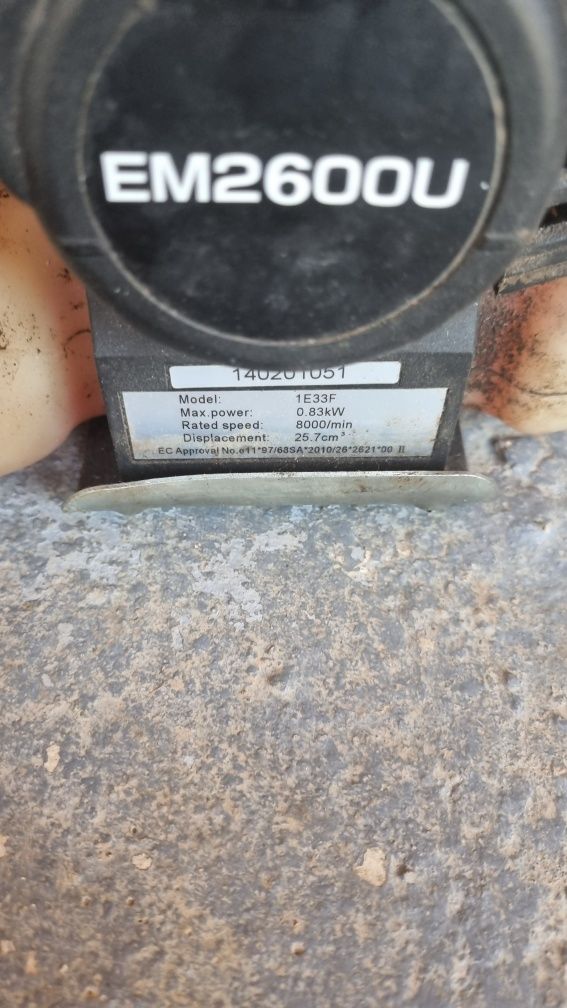 EM2600U
140201051
Model: 1E33F
Max.power: 0.83kW
Rated speed: 8000/min
Displacement: 25.7cm³
EC Approval No.e11*97/68SA*2010/26*2621*00 II